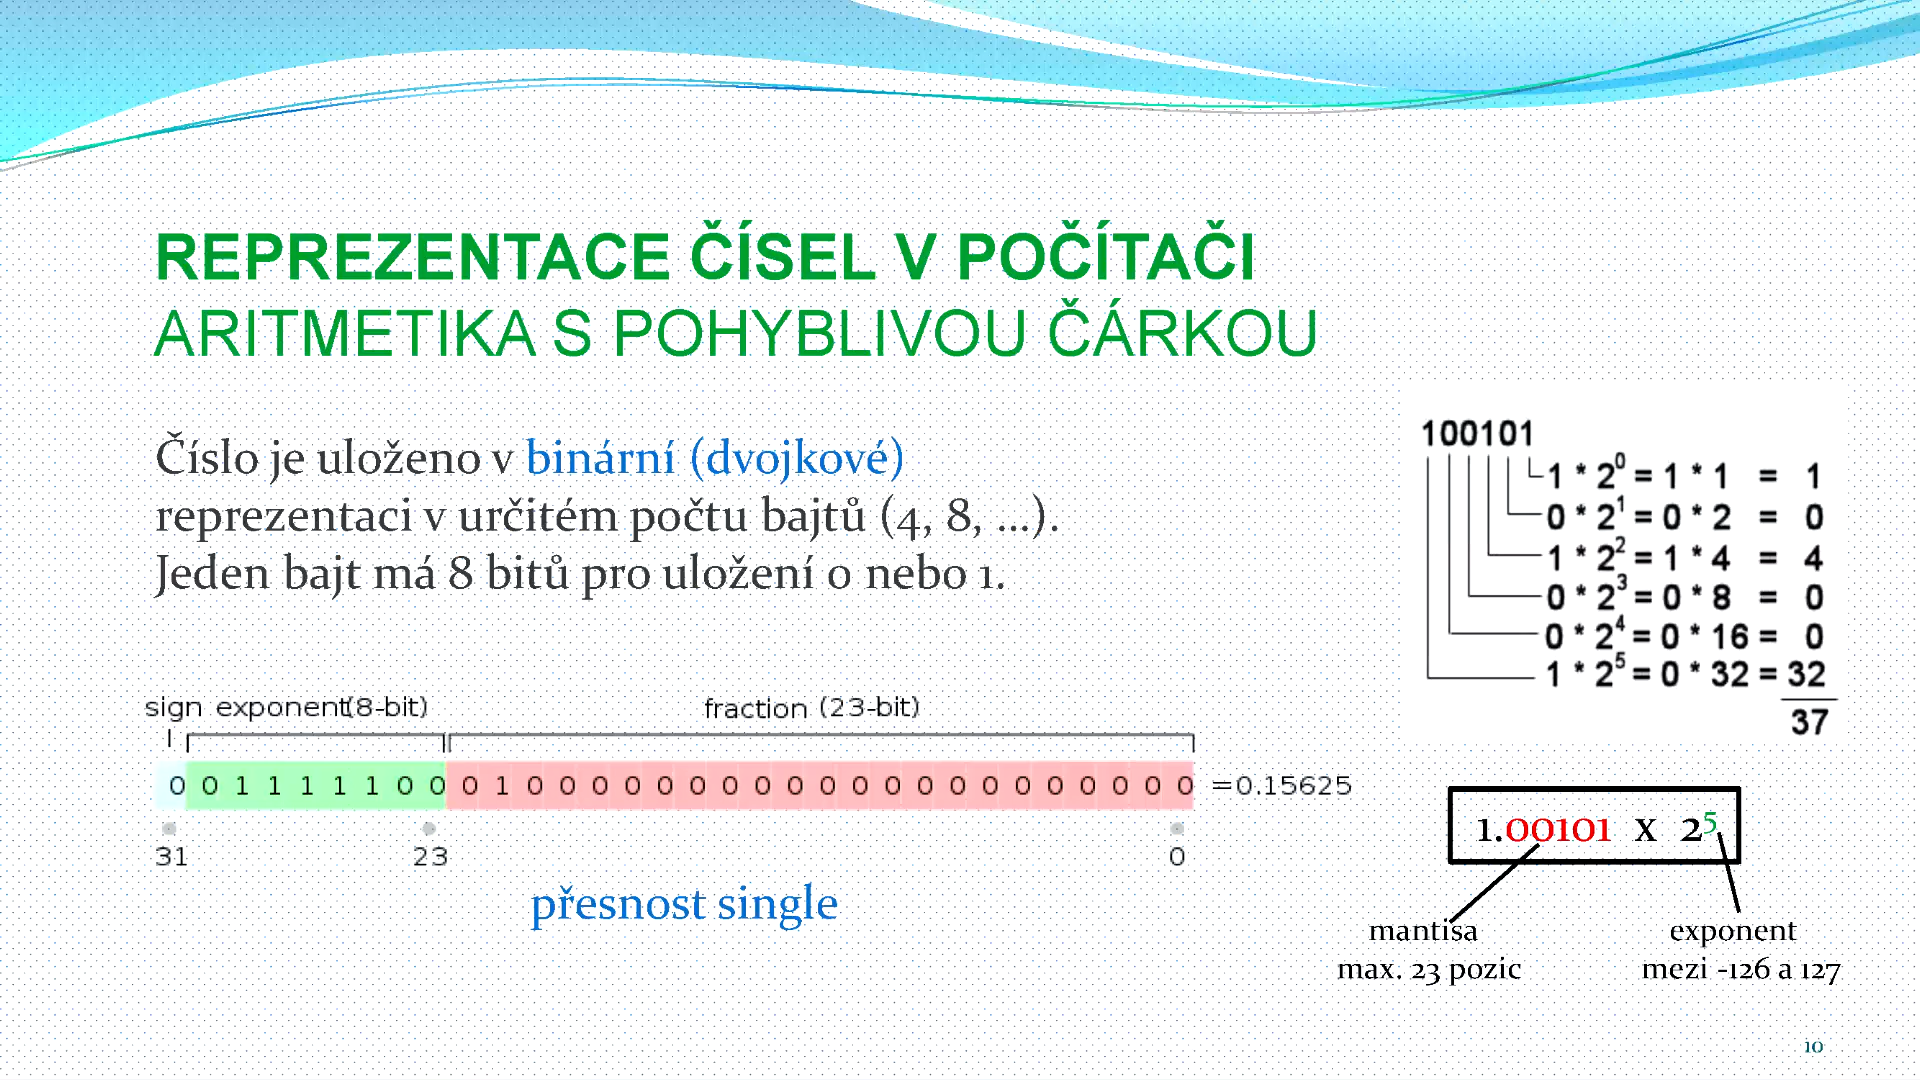 REPREZENTACE ČÍSEL V POČÍTAČI
ARITMETIKA S POHYBLIVOU ČÁRKOU
Číslo je uloženo v binární (dvojkové)
reprezentaci v určitém počtu bajtů (4, 8, ...).
Jeden bajt má 8 bitů pro uložení 0 nebo 1.
100101
1 * 2⁰ = 1 * 1 = 1
0 * 2¹ = 0 * 2 = 0
1 * 2² = 1 * 4 = 4
0 * 2³ = 0 * 8 = 0
0 * 2⁴ = 0 * 16 = 0
1 * 2⁵ = 0 * 32 = 32
37
sign exponent(8-bit) fraction (23-bit)
0 0 1 1 1 1 1 0 0 0 1 0 0 0 0 0 0 0 0 0 0 0 0 0 0 0 0 0 0 0 0 0 =0.15625
31 23 0
přesnost single
1.00101 x 2⁵
mantisa exponent
max. 23 pozic mezi -126 a 127
10